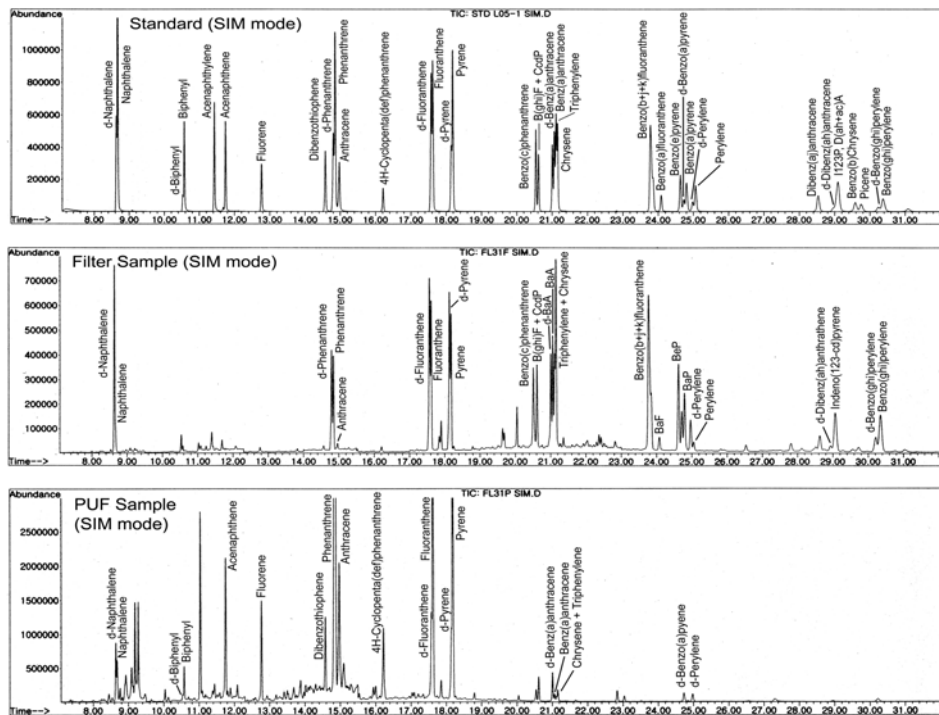 Abundance
TIC: STD L05-1 SIM.D
Standard (SIM mode)
1000000
800000
600000
400000
200000
d-Naphthalene
Naphthalene
d-Biphenyl
Biphenyl
Acenaphthylene
Acenaphthene
Fluorene
Dibenzothiophene
d-Phenanthrene
Phenanthrene
Anthracene
4H-Cyclopenta(def)phenanthrene
d-Fluoranthene
Fluoranthene
d-Pyrene
Pyrene
Benzo(c)phenanthrene
B(ghi)F + CcdP
d-Benz(a)anthracene
Benz(a)anthracene
Triphenylene
Chrysene
Benzo(b+j+k)fluoranthene
Benzo(a)fluoranthene
Benzo(e)pyrene
d-Benzo(a)pyrene
Benzo(a)pyrene
d-Perylene
Perylene
Dibenz(aj)anthracene
d-Dibenz(ah)anthracene
I123P, D(ah+ac)A
Benzo(b)Chrysene
Picene
d-Benzo(ghi)perylene
Benzo(ghi)perylene
Time--> 8.00 9.00 10.00 11.00 12.00 13.00 14.00 15.00 16.00 17.00 18.00 19.00 20.00 21.00 22.00 23.00 24.00 25.00 26.00 27.00 28.00 29.00 30.00 31.00
Abundance
TIC: FL31F SIM.D
Filter Sample (SIM mode)
700000
600000
500000
400000
300000
200000
100000
d-Naphthalene
Naphthalene
d-Phenanthrene
Phenanthrene
Anthracene
d-Fluoranthene
Fluoranthene
d-Pyrene
Pyrene
Benzo(c)phenanthrene
B(ghi)F + CcdP
d-BaA
BaA
Triphenylene + Chrysene
Benzo(b+j+k)fluoranthene
BaF
BeP
BaP
d-Perylene
Perylene
d-Dibenz(ah)anthrathene
Indeno(123-cd)pyrene
d-Benzo(ghi)perylene
Benzo(ghi)perylene
Time--> 8.00 9.00 10.00 11.00 12.00 13.00 14.00 15.00 16.00 17.00 18.00 19.00 20.00 21.00 22.00 23.00 24.00 25.00 26.00 27.00 28.00 29.00 30.00 31.00
Abundance
TIC: FL31P SIM.D
PUF Sample
(SIM mode)
2500000
2000000
1500000
1000000
500000
d-Naphthalene
Naphthalene
d-Biphenyl
Biphenyl
Acenaphthene
Fluorene
Dibenzothiophene
Phenanthrene
Anthracene
4H-Cyclopenta(def)phenanthrene
d-Fluoranthene
Fluoranthene
d-Pyrene
Pyrene
d-Benz(a)anthracene
Benz(a)anthracene
Chrysene + Triphenylene
d-Benzo(a)pyene
d-Perylene
Time--> 8.00 9.00 10.00 11.00 12.00 13.00 14.00 15.00 16.00 17.00 18.00 19.00 20.00 21.00 22.00 23.00 24.00 25.00 26.00 27.00 28.00 29.00 30.00 31.00